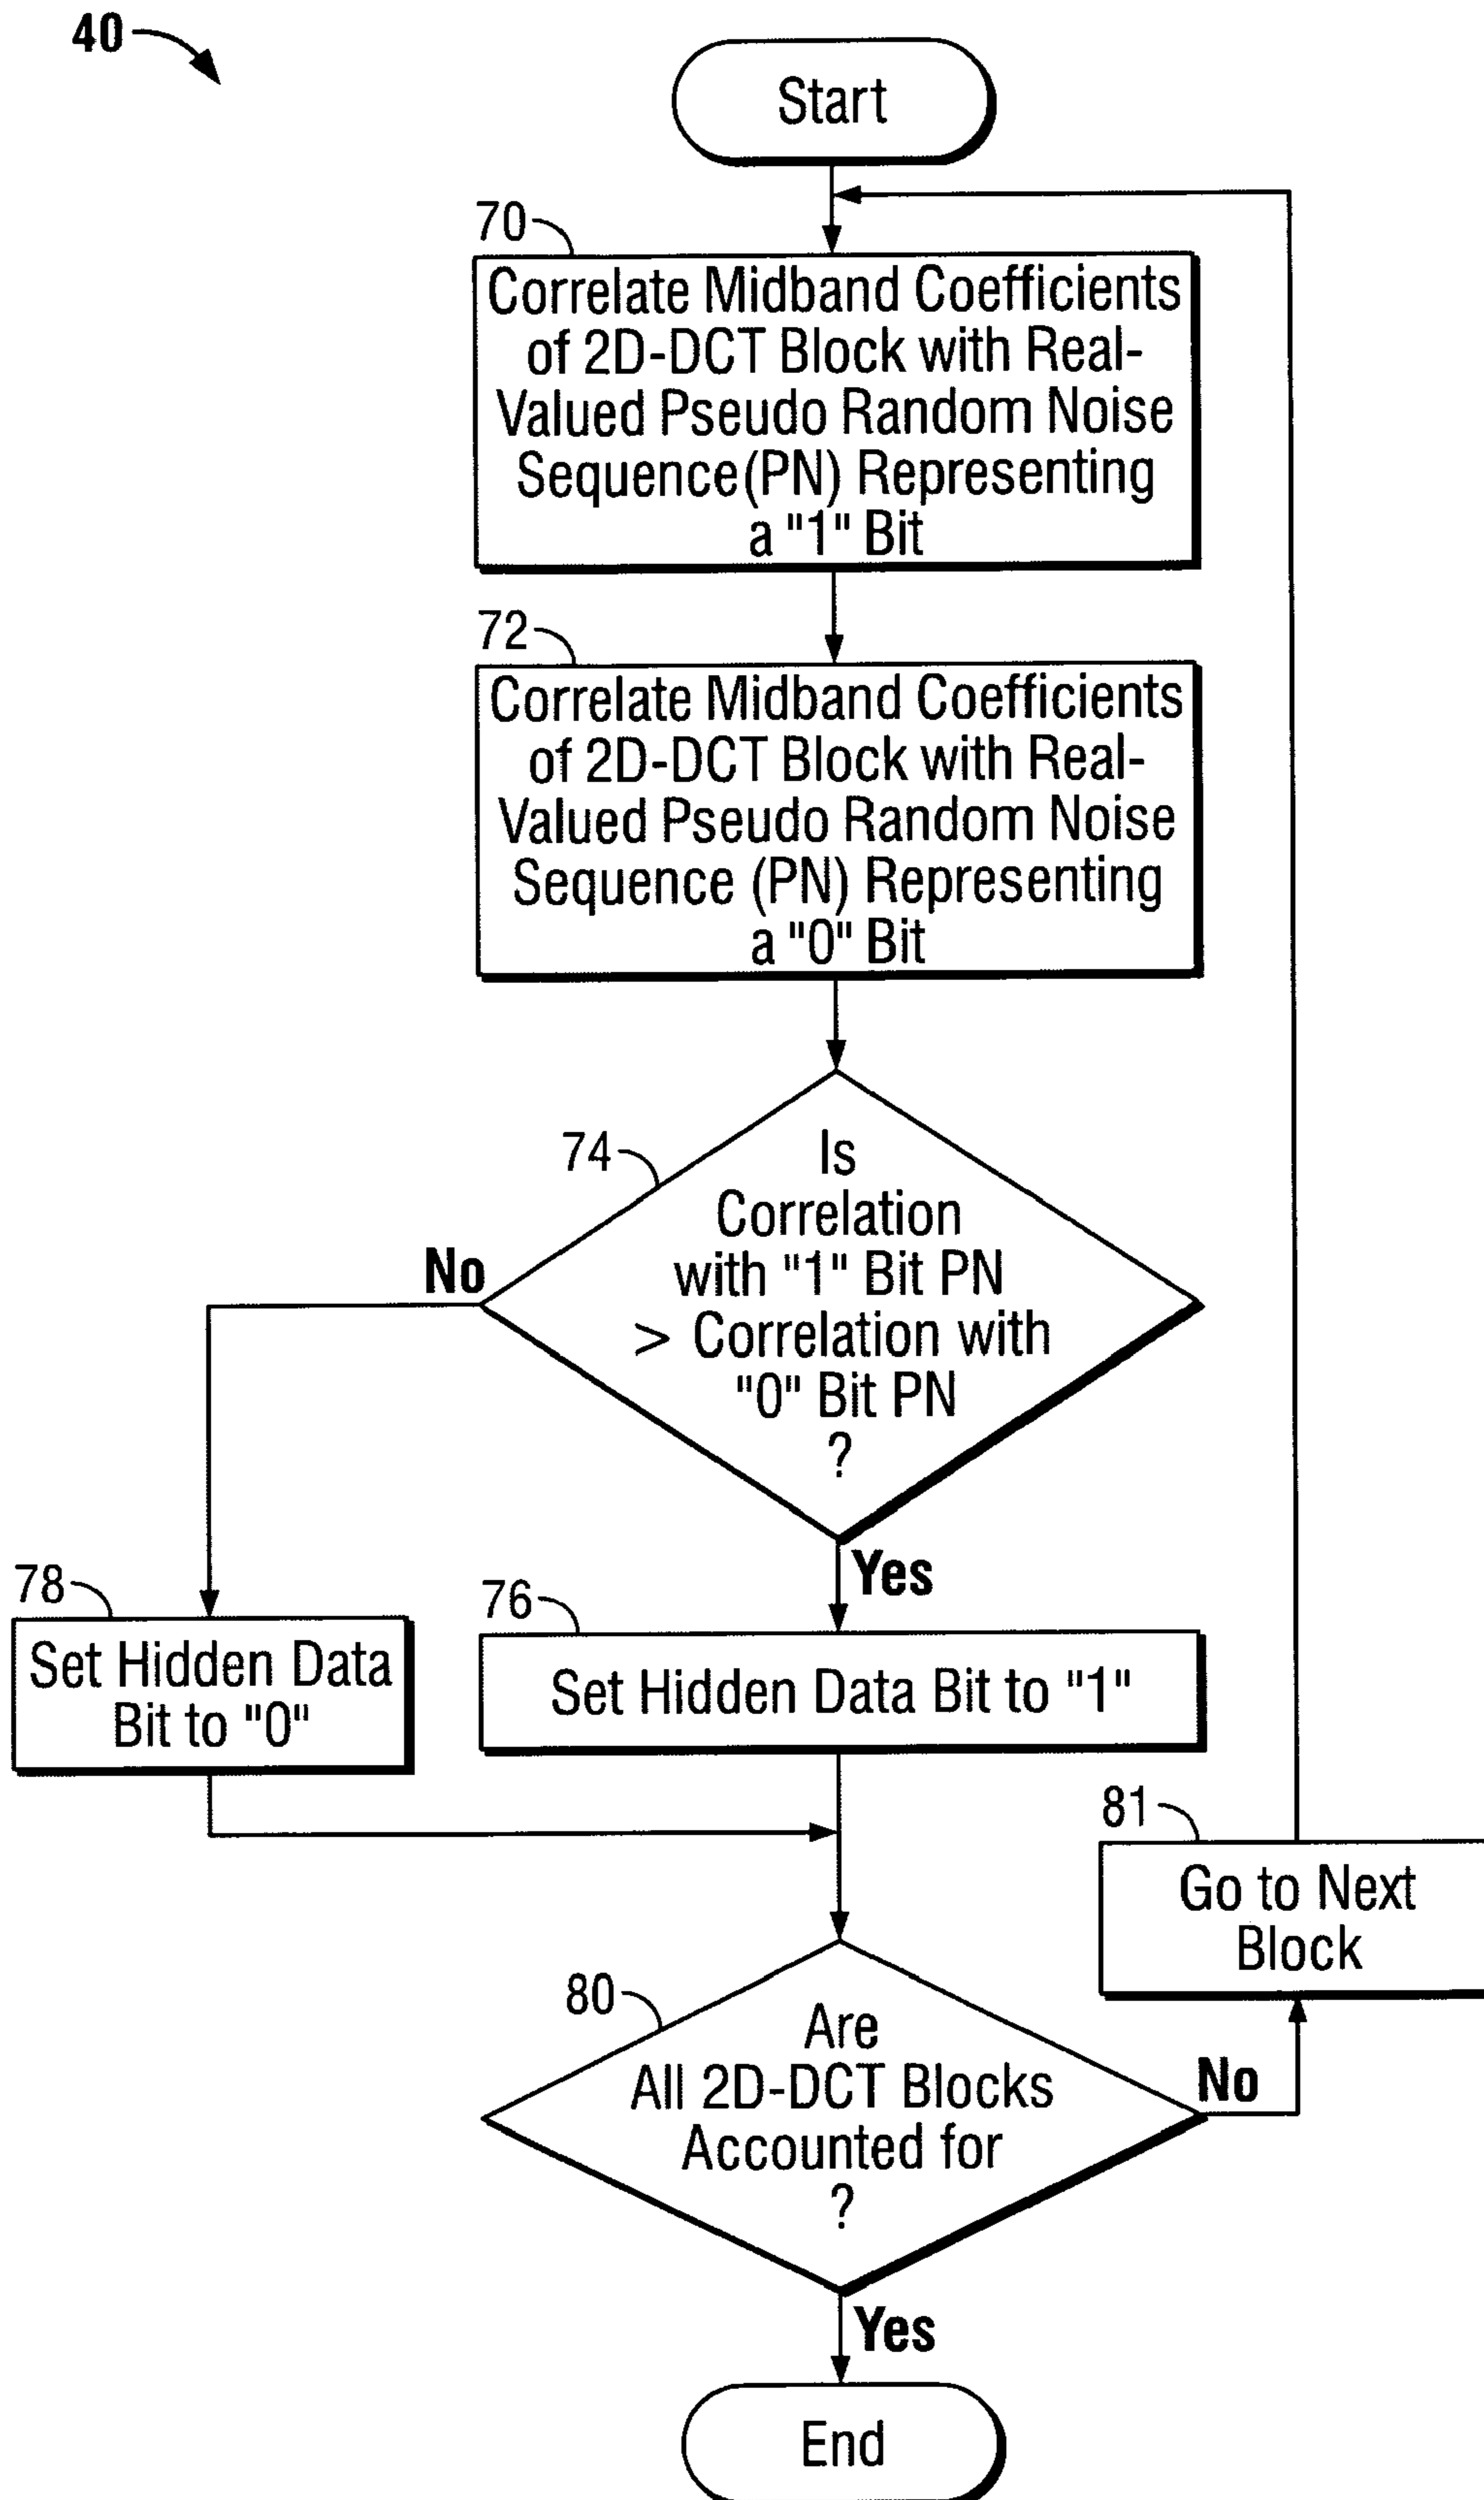 40
Start
70
Correlate Midband Coefficients
of 2D-DCT Block with Real-
Valued Pseudo Random Noise
Sequence(PN) Representing
a "1" Bit
72
Correlate Midband Coefficients
of 2D-DCT Block with Real-
Valued Pseudo Random Noise
Sequence (PN) Representing
a "0" Bit
74
Is
Correlation
with "1" Bit PN
> Correlation with
"0" Bit PN
?
No
Yes
78
Set Hidden Data
Bit to "0"
76
Set Hidden Data Bit to "1"
81
Go to Next
Block
80
Are
All 2D-DCT Blocks
Accounted for
?
No
Yes
End